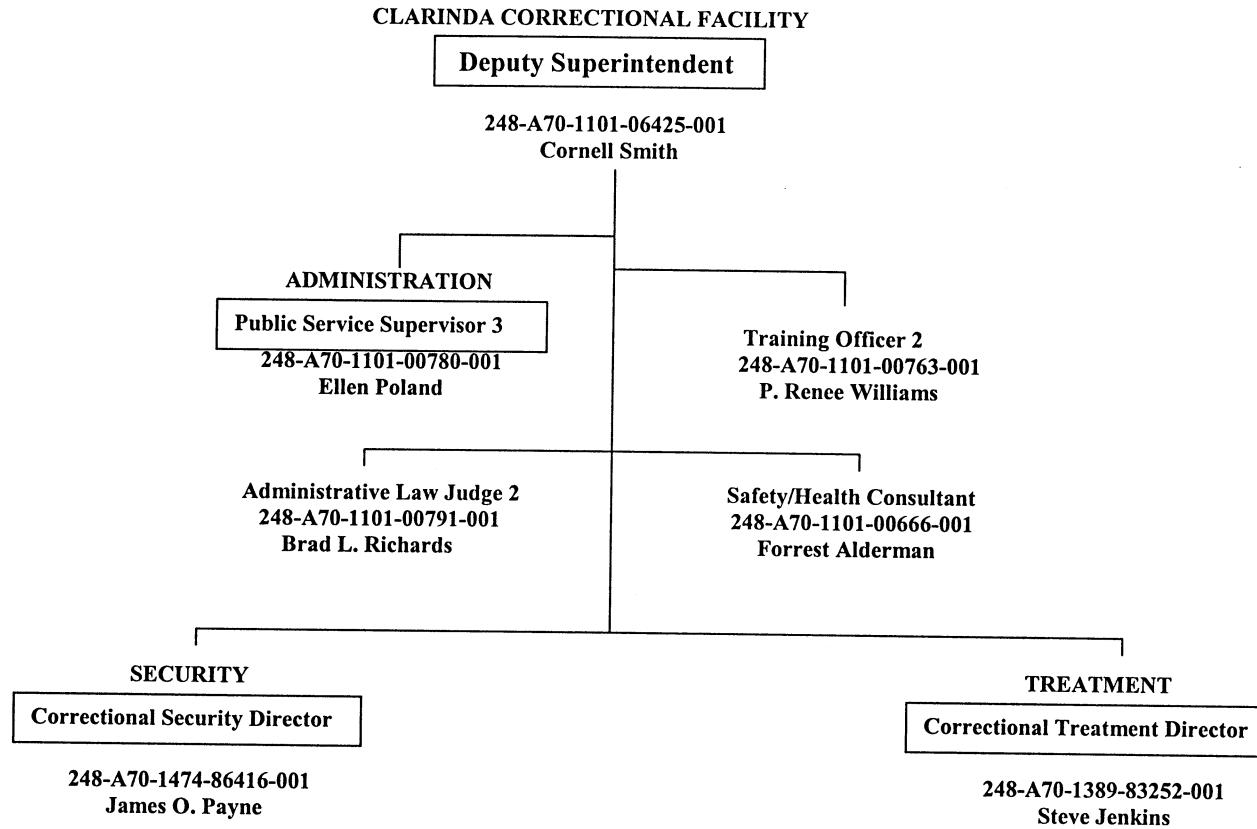 CLARINDA CORRECTIONAL FACILITY
Deputy Superintendent
248-A70-1101-06425-001
Cornell Smith
ADMINISTRATION
Public Service Supervisor 3
248-A70-1101-00780-001
Ellen Poland
Training Officer 2
248-A70-1101-00763-001
P. Renee Williams
Administrative Law Judge 2
248-A70-1101-00791-001
Brad L. Richards
Safety/Health Consultant
248-A70-1101-00666-001
Forrest Alderman
SECURITY
Correctional Security Director
248-A70-1474-86416-001
James O. Payne
TREATMENT
Correctional Treatment Director
248-A70-1389-83252-001
Steve Jenkins